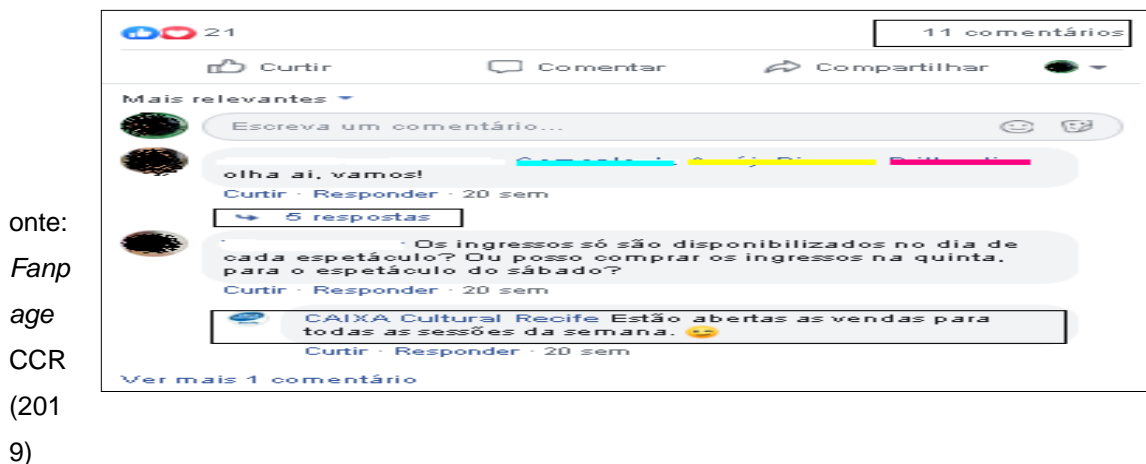 21
11 comentários
Curtir Comentar Compartilhar
Mais relevantes
Escreva um comentário...
olha ai, vamos!
Curtir · Responder · 20 sem
5 respostas
Os ingressos só são disponibilizados no dia de
cada espetáculo? Ou posso comprar os ingressos na quinta,
para o espetáculo do sábado?
Curtir · Responder · 20 sem
CAIXA Cultural Recife Estão abertas as vendas para
todas as sessões da semana.
Curtir · Responder · 20 sem
Ver mais 1 comentário
onte:
Fanp
age
CCR
(201
9)